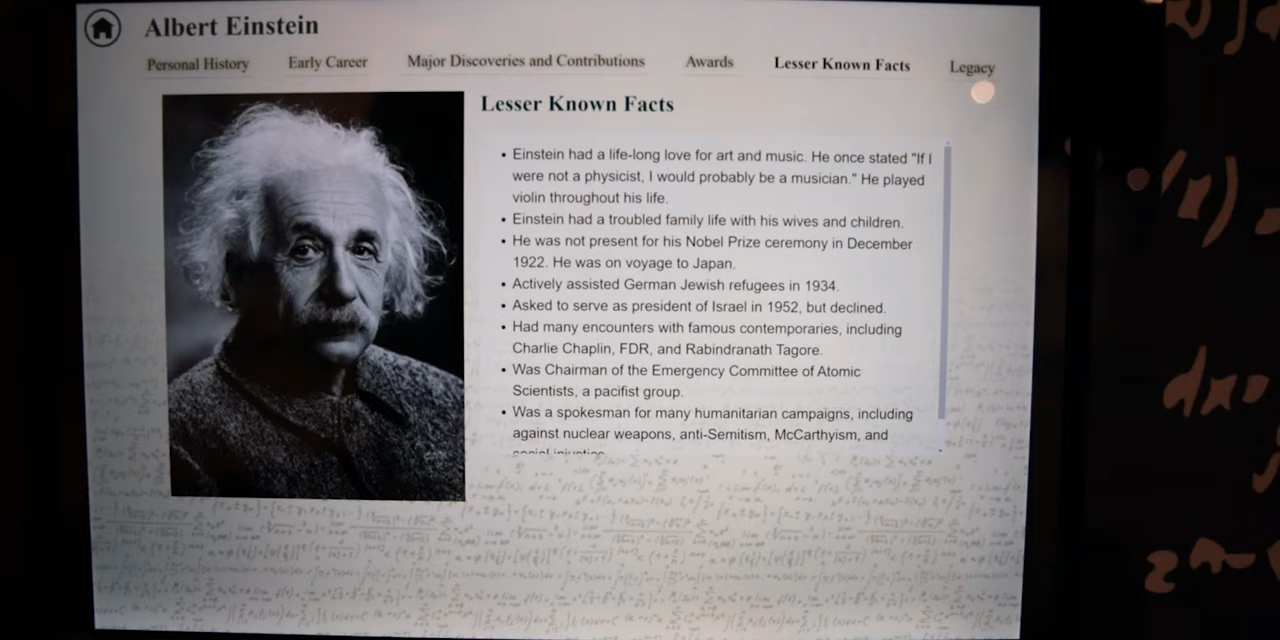 Albert Einstein
Personal History
Early Career
Major Discoveries and Contributions
Awards
Lesser Known Facts
Legacy
Lesser Known Facts
• Einstein had a life-long love for art and music. He once stated "If I
were not a physicist, I would probably be a musician." He played
violin throughout his life.
• Einstein had a troubled family life with his wives and children.
• He was not present for his Nobel Prize ceremony in December
1922. He was on voyage to Japan.
• Actively assisted German Jewish refugees in 1934.
• Asked to serve as president of Israel in 1952, but declined.
• Had many encounters with famous contemporaries, including
Charlie Chaplin, FDR, and Rabindranath Tagore.
• Was Chairman of the Emergency Committee of Atomic
Scientists, a pacifist group.
• Was a spokesman for many humanitarian campaigns, including
against nuclear weapons, anti-Semitism, McCarthyism, and